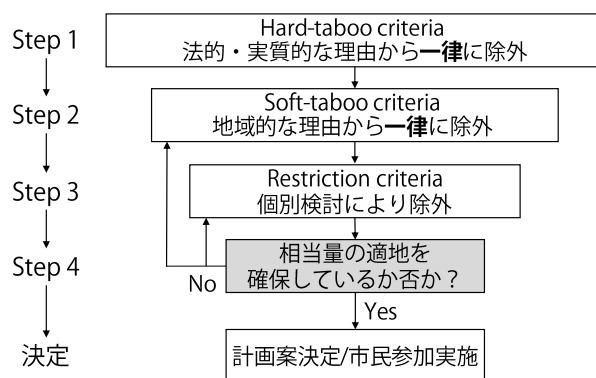 Step 1
Hard-taboo criteria
法的・実質的な理由から一律に除外
Step 2
Soft-taboo criteria
地域的な理由から一律に除外
Step 3
Restriction criteria
個別検討により除外
Step 4
相当量の適地を
確保しているか否か？
No
Yes
決定
計画案決定/市民参加実施